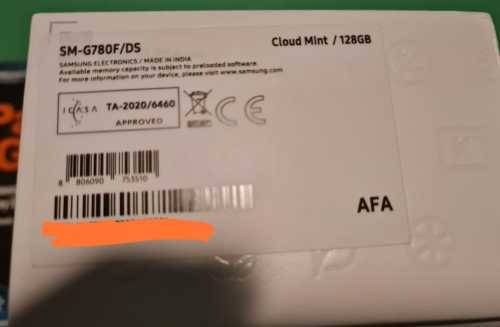 SM-G780F/DS
Cloud Mint / 128GB
SAMSUNG ELECTRONICS / MADE IN INDIA
Available memory capacity is subject to preloaded software.
For more information on your device, please visit www.samsung.com
ICASA TA-2020/6460
APPROVED
CE
8 806090 753510
AFA